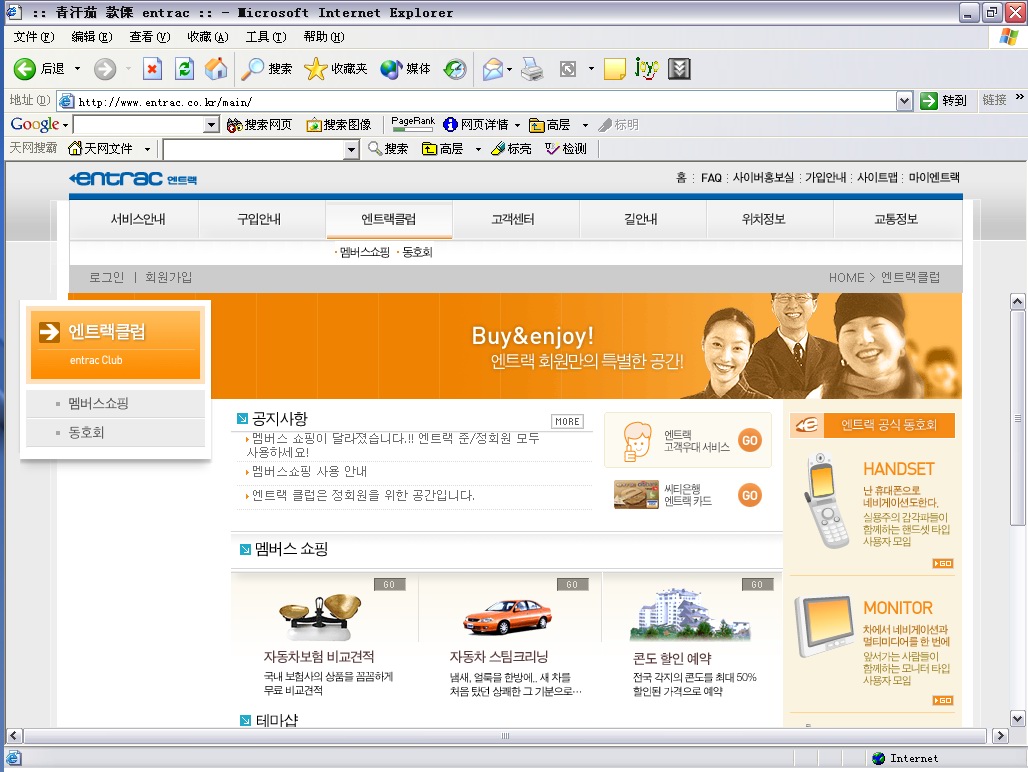 :: 青汗茄 款傈 entrac :: - Microsoft Internet Explorer
文件(F) 编辑(E) 查看(V) 收藏(A) 工具(T) 帮助(H)
后退 搜索 收藏夹 媒体 joy
地址(D) http://www.entrac.co.kr/main/ 转到 链接 »
Google 搜索网页 搜索图像 PageRank 网页详情 高层 标明
天网搜霸 天网文件 搜索 高层 标亮 检测
entrac 엔트랙
홈 : FAQ : 사이버홍보실 : 가입안내 : 사이트맵 : 마이엔트랙
서비스안내 구입안내 엔트랙클럽 고객센터 길안내 위치정보 교통정보
· 멤버스쇼핑 · 동호회
로그인 | 회원가입
HOME > 엔트랙클럽
엔트랙클럽
entrac Club
멤버스쇼핑
동호회
Buy&enjoy!
엔트랙 회원만의 특별한 공간!
공지사항 MORE
멤버스 쇼핑이 달라졌습니다.!! 엔트랙 준/정회원 모두
사용하세요!
멤버스쇼핑 사용 안내
엔트랙 클럽은 정회원을 위한 공간입니다.
엔트랙
고객우대 서비스 GO
씨티은행
엔트랙 카드 GO
멤버스 쇼핑
GO
자동차보험 비교견적
국내 보험사의 상품을 꼼꼼하게
무료 비교견적
GO
자동차 스팀크리닝
냄새, 얼룩을 한방에.. 새 차를
처음 탔던 상쾌한 그 기분으로…
GO
콘도 할인 예약
전국 각지의 콘도를 최대 50%
할인된 가격으로 예약
테마샵
엔트랙 공식 동호회
HANDSET
난 휴대폰으로
네비게이션도한다.
실용주의 감각파들이
함께하는 핸드셋 타입
사용자 모임
GO
MONITOR
차에서 네비게이션과
멀티미디어를 한 번에
앞서가는 사람들이
함께하는 모니터 타입
사용자 모임
GO
Internet